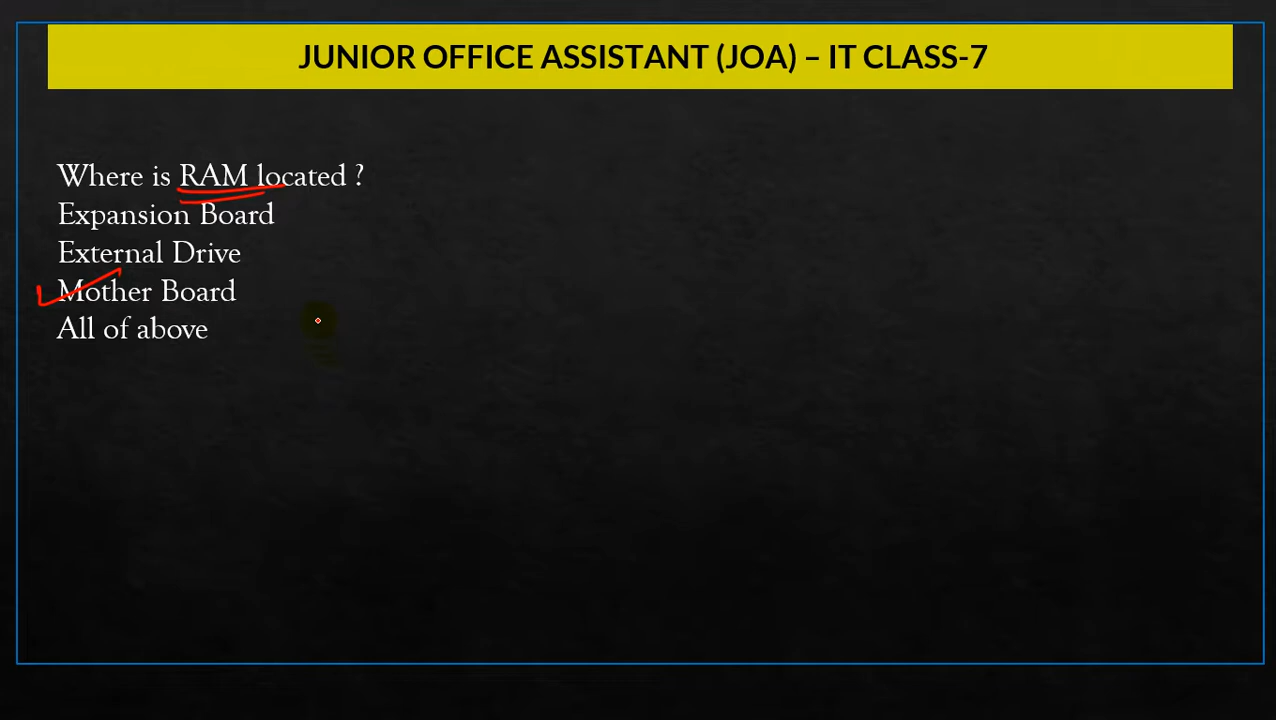 JUNIOR OFFICE ASSISTANT (JOA) – IT CLASS-7
Where is RAM located ?
Expansion Board
External Drive
Mother Board
All of above